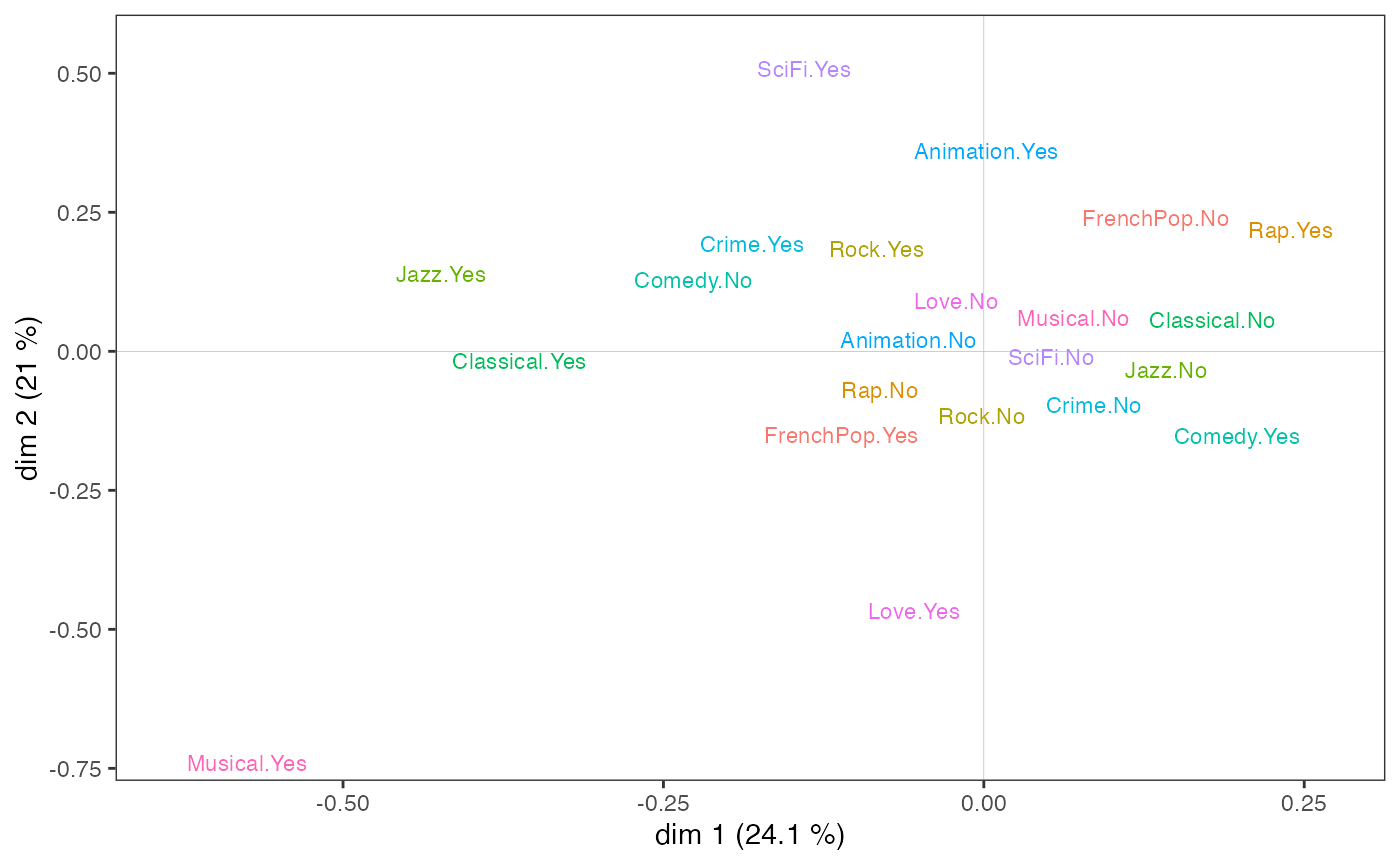 0.50
0.25
0.00
-0.25
-0.50
-0.75
dim 2 (21 %)
SciFi.Yes
Animation.Yes
FrenchPop.No
Rap.Yes
Crime.Yes
Rock.Yes
Jazz.Yes
Comedy.No
Love.No
Musical.No
Classical.No
Animation.No
Classical.Yes
SciFi.No
Jazz.No
Rap.No
Crime.No
Rock.No
FrenchPop.Yes
Comedy.Yes
Love.Yes
Musical.Yes
-0.50
-0.25
0.00
0.25
dim 1 (24.1 %)